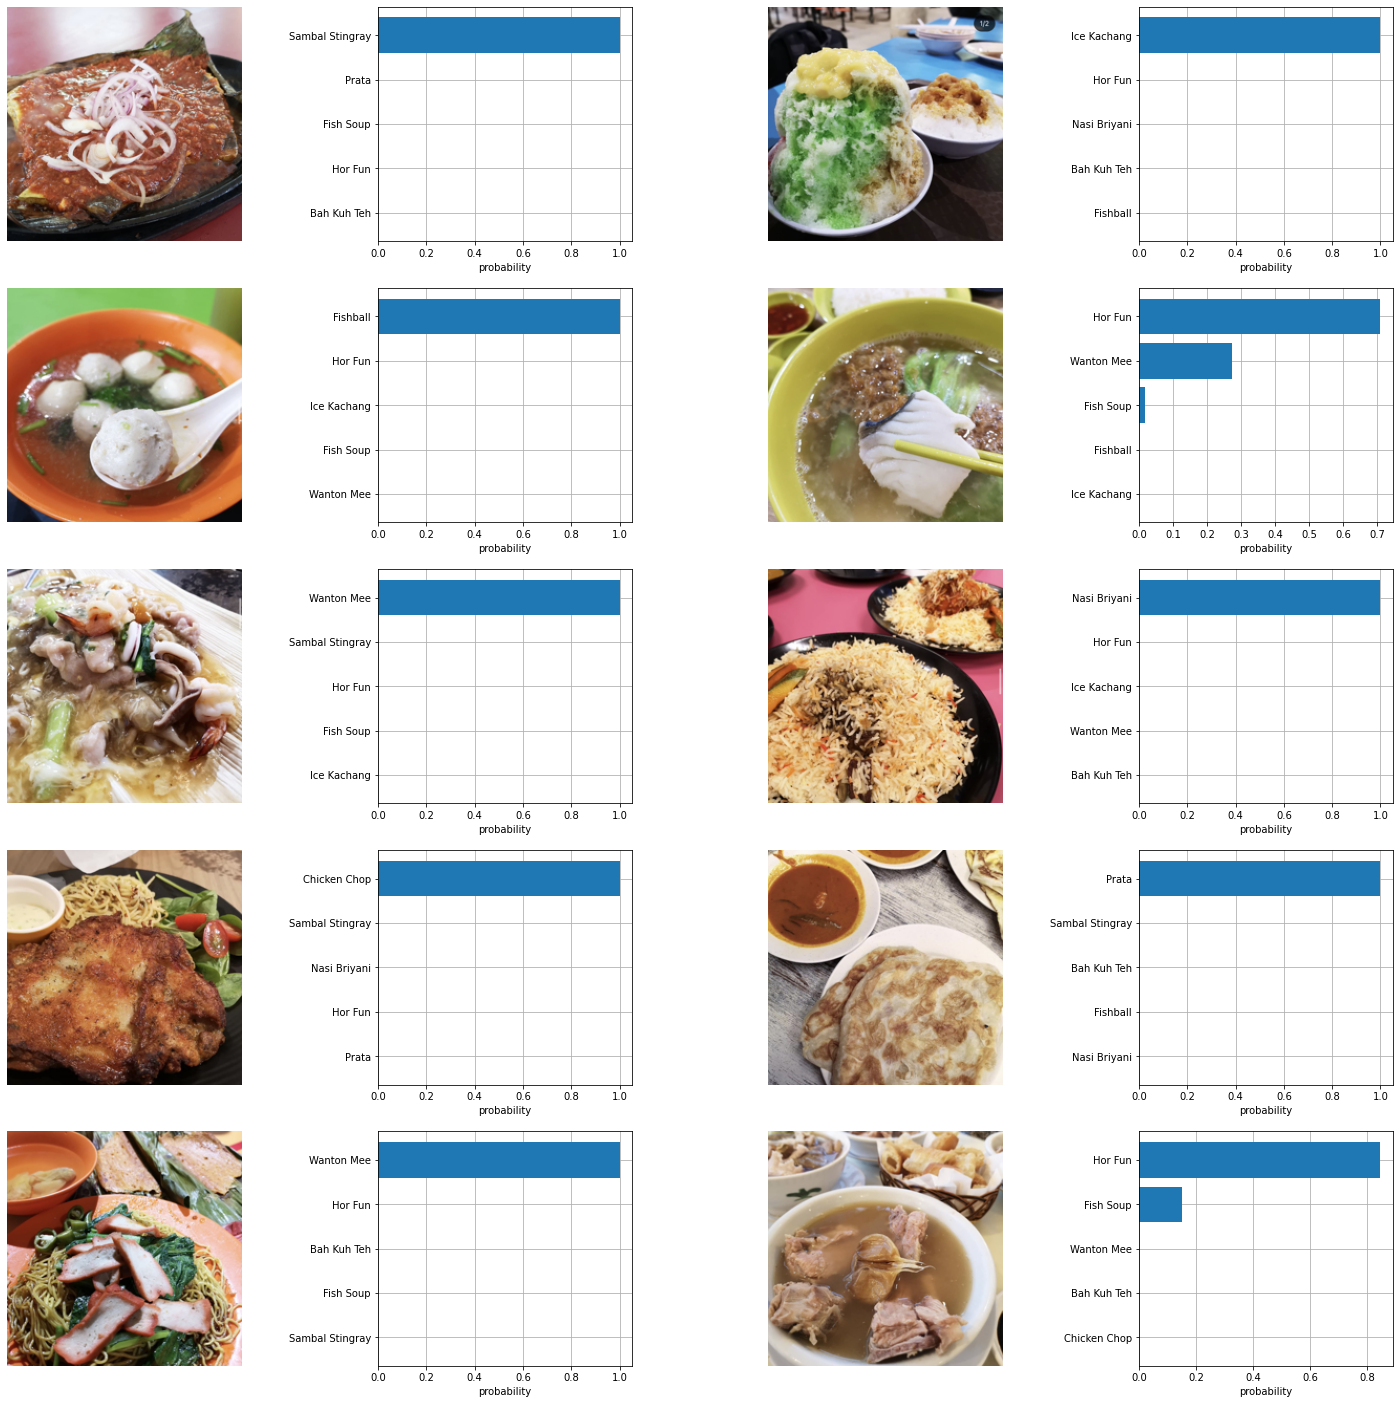 Sambal Stingray
Prata
Fish Soup
Hor Fun
Bah Kuh Teh
0.0 0.2 0.4 0.6 0.8 1.0
probability
1/2
Ice Kachang
Hor Fun
Nasi Briyani
Bah Kuh Teh
Fishball
0.0 0.2 0.4 0.6 0.8 1.0
probability
Fishball
Hor Fun
Ice Kachang
Fish Soup
Wanton Mee
0.0 0.2 0.4 0.6 0.8 1.0
probability
Hor Fun
Wanton Mee
Fish Soup
Fishball
Ice Kachang
0.0 0.1 0.2 0.3 0.4 0.5 0.6 0.7
probability
Wanton Mee
Sambal Stingray
Hor Fun
Fish Soup
Ice Kachang
0.0 0.2 0.4 0.6 0.8 1.0
probability
Nasi Briyani
Hor Fun
Ice Kachang
Wanton Mee
Bah Kuh Teh
0.0 0.2 0.4 0.6 0.8 1.0
probability
Chicken Chop
Sambal Stingray
Nasi Briyani
Hor Fun
Prata
0.0 0.2 0.4 0.6 0.8 1.0
probability
Prata
Sambal Stingray
Bah Kuh Teh
Fishball
Nasi Briyani
0.0 0.2 0.4 0.6 0.8 1.0
probability
Wanton Mee
Hor Fun
Bah Kuh Teh
Fish Soup
Sambal Stingray
0.0 0.2 0.4 0.6 0.8 1.0
probability
Hor Fun
Fish Soup
Wanton Mee
Bah Kuh Teh
Chicken Chop
0.0 0.2 0.4 0.6 0.8
probability